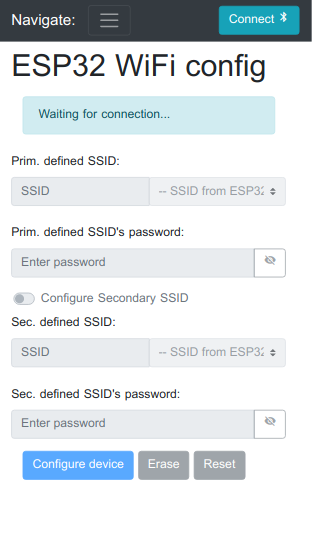 Navigate:
Connect
ESP32 WiFi config
Waiting for connection...
Prim. defined SSID:
SSID
-- SSID from ESP32
Prim. defined SSID's password:
Enter password
Configure Secondary SSID
Sec. defined SSID:
SSID
-- SSID from ESP32
Sec. defined SSID's password:
Enter password
Configure device
Erase
Reset